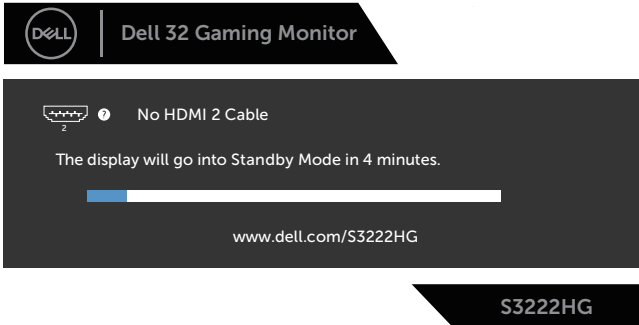 DELL
Dell 32 Gaming Monitor
? No HDMI 2 Cable
2
The display will go into Standby Mode in 4 minutes.
www.dell.com/S3222HG
S3222HG